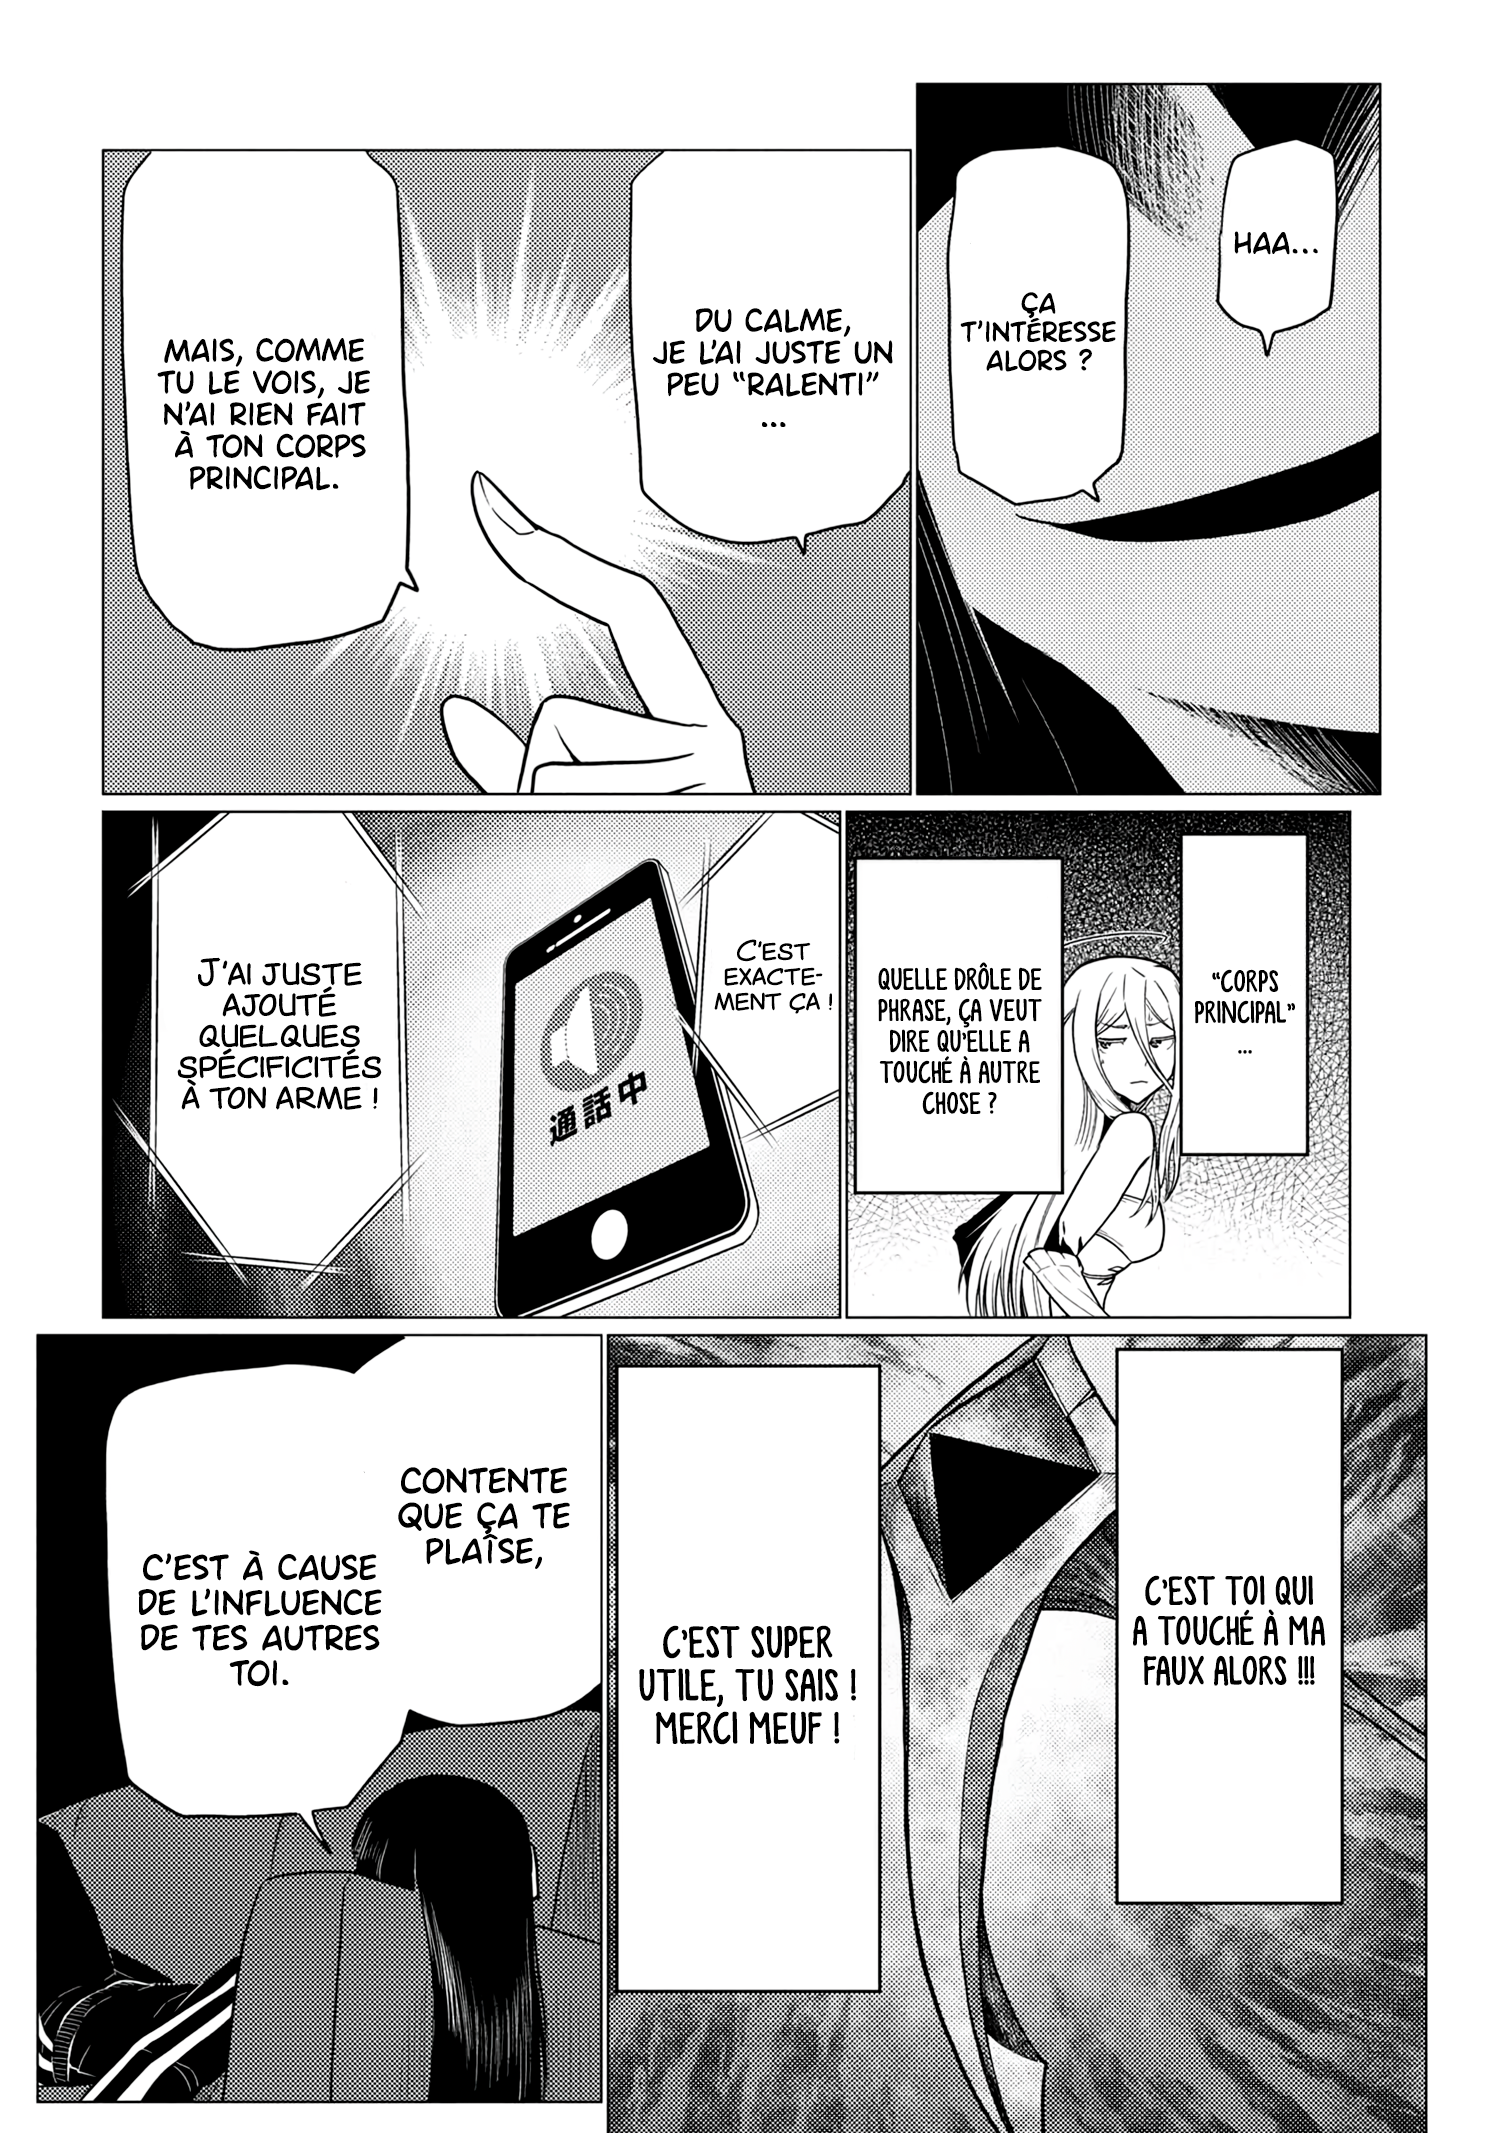 HAA...
ÇA
T'INTÉRESSE
ALORS ?
DU CALME,
JE L'AI JUSTE UN
PEU “RALENTI”
...
MAIS, COMME
TU LE VOIS, JE
N'AI RIEN FAIT
À TON CORPS
PRINCIPAL.
“CORPS
PRINCIPAL”
...
QUELLE DRÔLE DE
PHRASE, ÇA VEUT
DIRE QU'ELLE A
TOUCHÉ À AUTRE
CHOSE ?
C'EST
EXACTE-
MENT ÇA !
通話中
J'AI JUSTE
AJOUTÉ
QUELQUES
SPÉCIFICITÉS
À TON ARME !
C'EST TOI QUI
A TOUCHÉ À MA
FAUX ALORS !!!
C'EST SUPER
UTILE, TU SAIS !
MERCI MEUF !
CONTENTE
QUE ÇA TE
PLAÎSE,
C'EST À CAUSE
DE L'INFLUENCE
DE TES AUTRES
TOI.